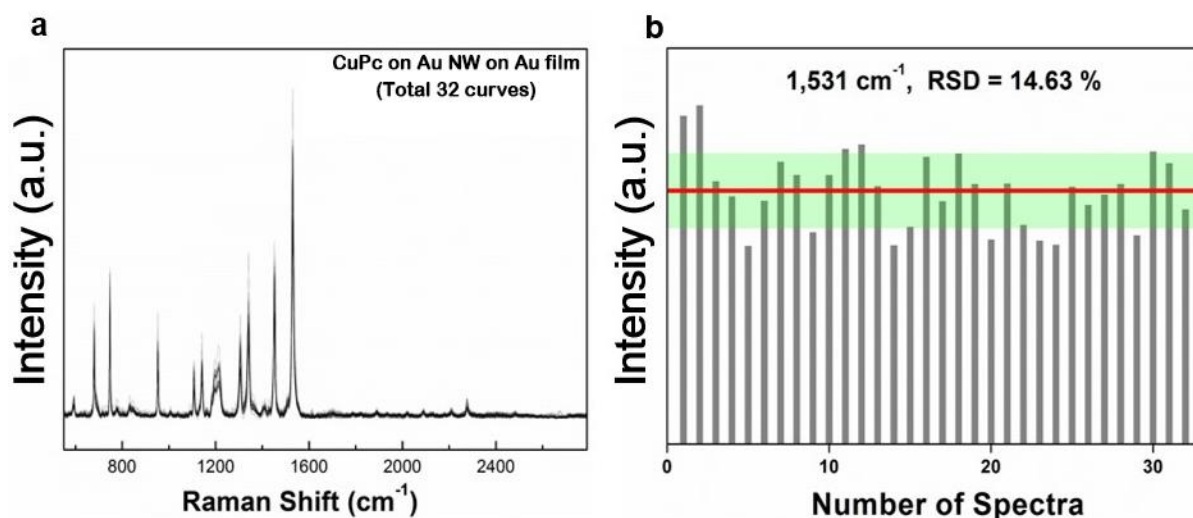 a
CuPc on Au NW on Au film
(Total 32 curves)
Intensity (a.u.)
800 1200 1600 2000 2400
Raman Shift (cm⁻¹)
b
1,531 cm⁻¹, RSD = 14.63 %
Intensity (a.u.)
0 10 20 30
Number of Spectra